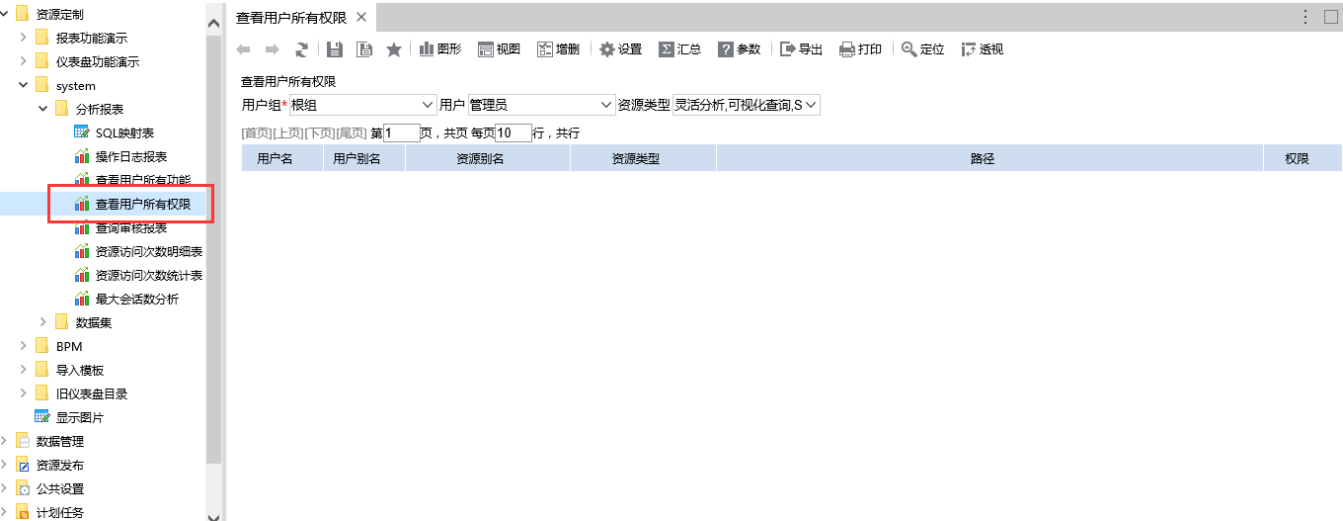 资源定制
报表功能演示
仪表盘功能演示
system
分析报表
SQL映射表
操作日志报表
查看用户所有功能
查看用户所有权限
查询审核报表
资源访问次数明细表
资源访问次数统计表
最大会话数分析
数据集
BPM
导入模板
旧仪表盘目录
显示图片
数据管理
资源发布
公共设置
计划任务
查看用户所有权限
图形 视图 增删 设置 汇总 参数 导出 打印 定位 透视
查看用户所有权限
用户组* 根组 用户 管理员 资源类型 灵活分析,可视化查询,S
[首页][上页][下页][尾页] 第1 页，共页 每页10 行，共行
用户名 用户别名 资源别名 资源类型 路径 权限